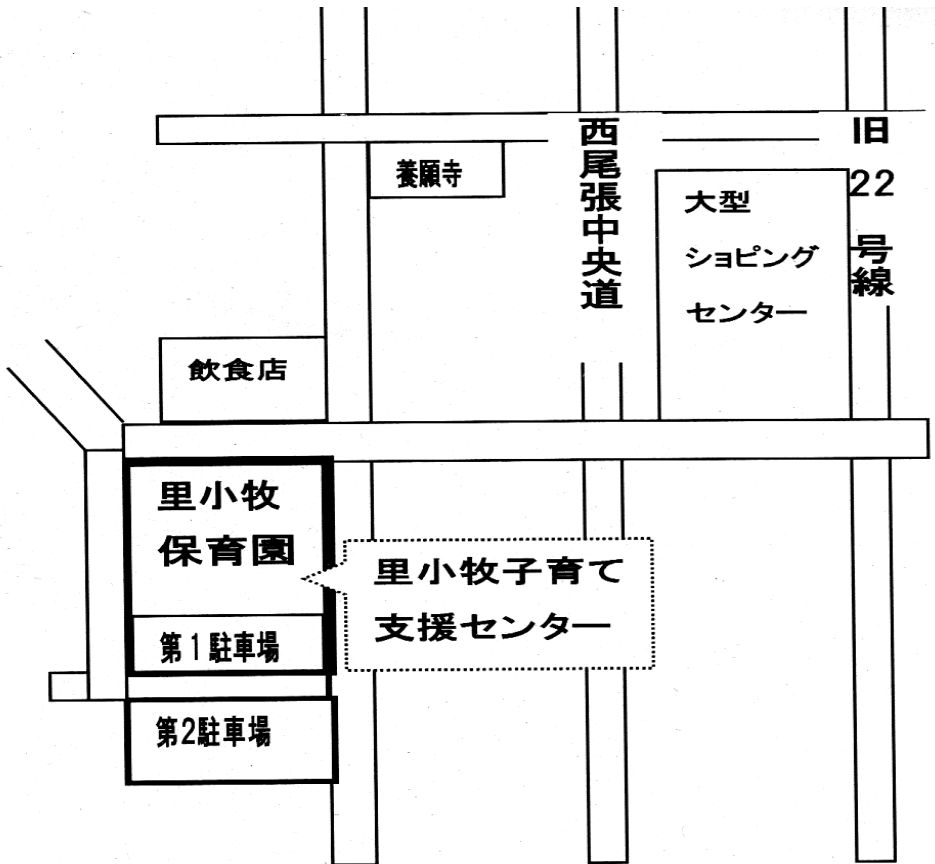 西尾張中央道
旧22号線
養願寺
大型
ショピング
センター
飲食店
里小牧
保育園
里小牧子育て
支援センター
第1駐車場
第2駐車場